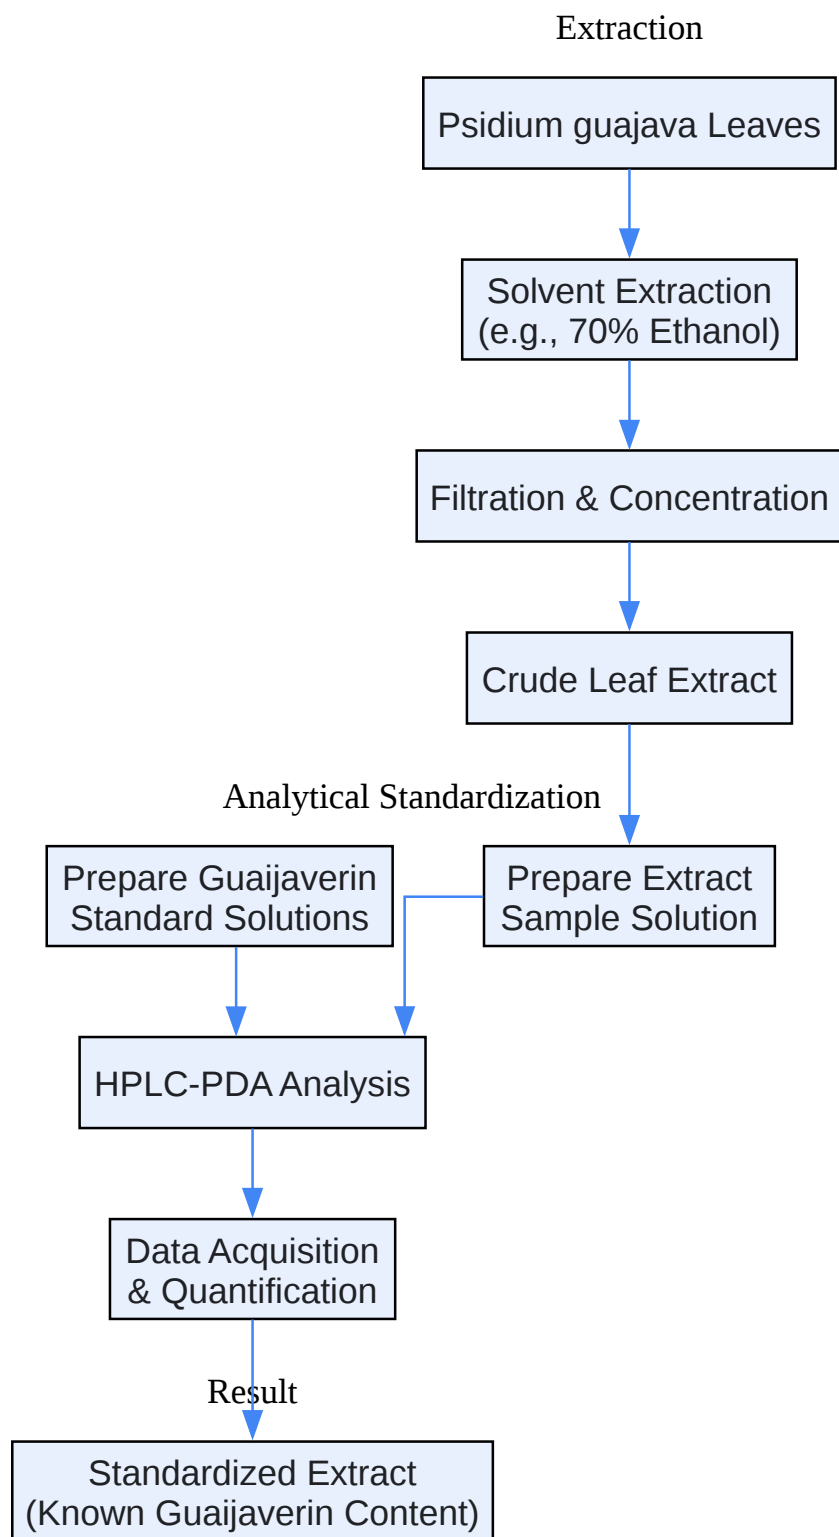 Extraction
Psidium guajava Leaves
Solvent Extraction
(e.g., 70% Ethanol)
Filtration & Concentration
Crude Leaf Extract
Analytical Standardization
Prepare Guaijaverin
Standard Solutions
Prepare Extract
Sample Solution
HPLC-PDA Analysis
Data Acquisition
& Quantification
Result
Standardized Extract
(Known Guaijaverin Content)